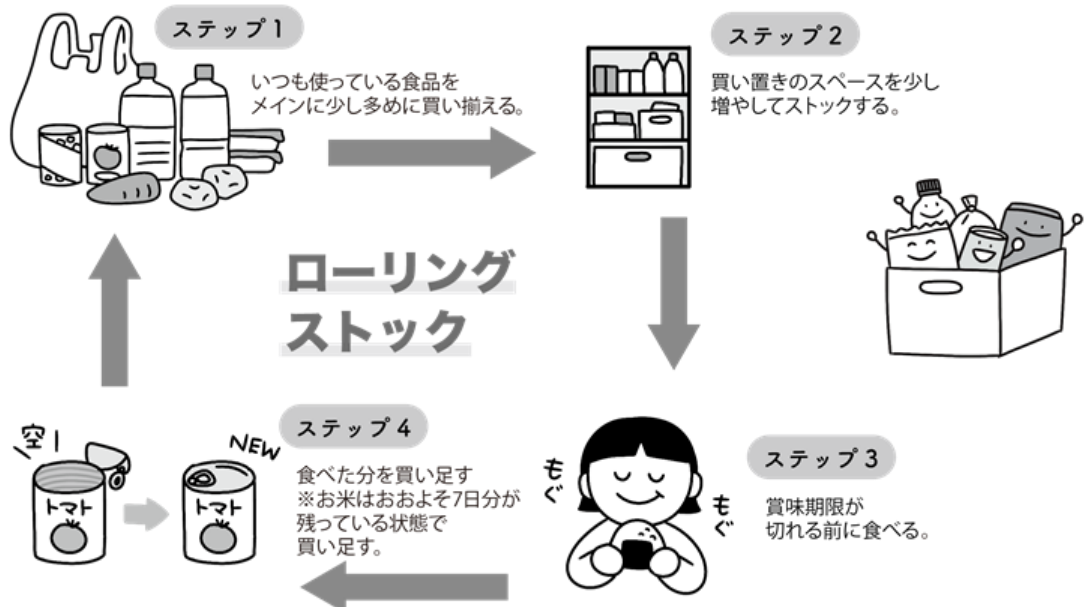 ステップ1
いつも使っている食品を
メインに少し多めに買い揃える。
ステップ2
買い置きのスペースを少し
増やしてストックする。
ローリング
ストック
ステップ3
賞味期限が
切れる前に食べる。
もぐ
もぐ
ステップ4
食べた分を買い足す
※お米はおおよそ7日分が
残っている状態で
買い足す。
空
トマト
NEW
トマト